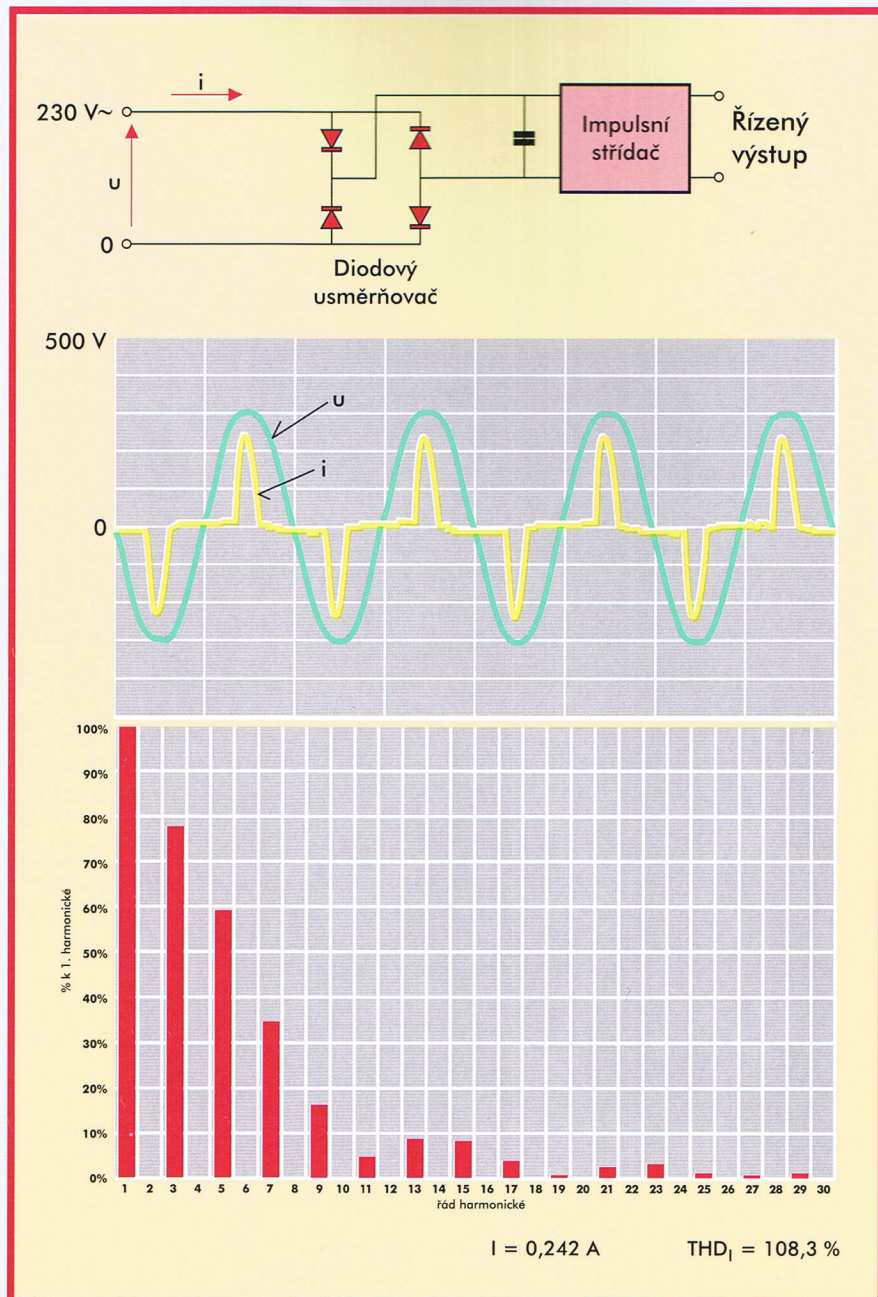 i
230 V~
u
0
Impulsní
střídač
Řízený
výstup
Diodový
usměrňovač
500 V
u
i
0
100%
90%
80%
70%
60%
50%
40%
30%
20%
10%
0%
% k 1. harmonické
1 2 3 4 5 6 7 8 9 10 11 12 13 14 15 16 17 18 19 20 21 22 23 24 25 26 27 28 29 30
řád harmonické
I = 0,242 A THD_I = 108,3 %